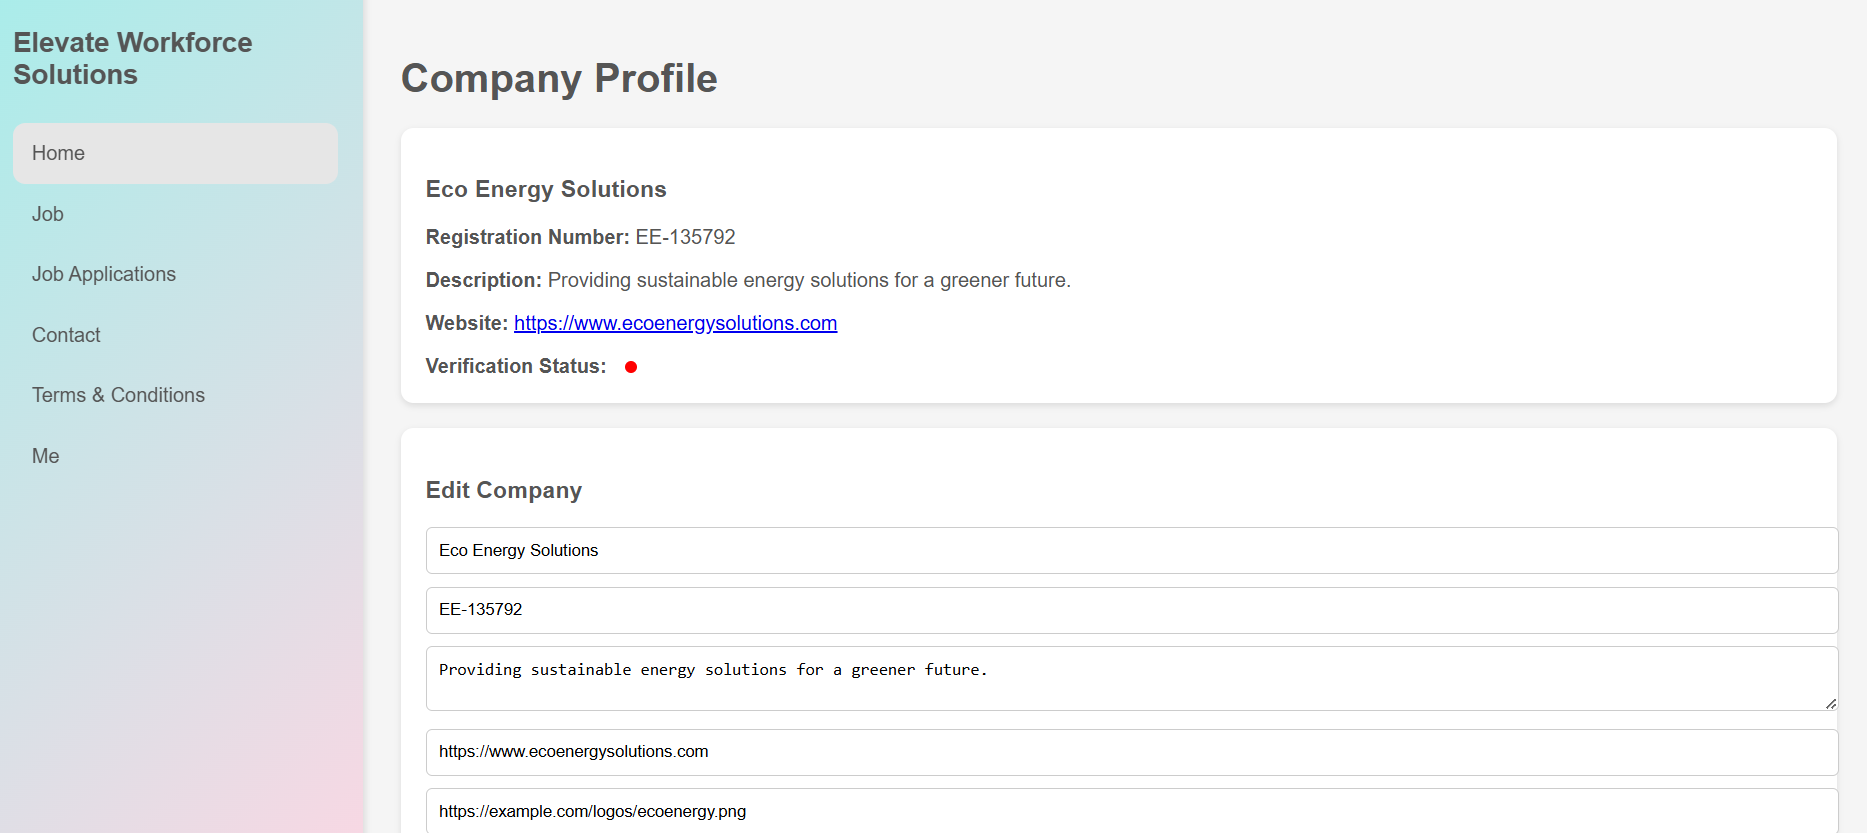 Elevate Workforce
Solutions
Home
Job
Job Applications
Contact
Terms & Conditions
Me
Company Profile
Eco Energy Solutions
Registration Number: EE-135792
Description: Providing sustainable energy solutions for a greener future.
Website: https://www.ecoenergysolutions.com
Verification Status:
Edit Company
Eco Energy Solutions
EE-135792
Providing sustainable energy solutions for a greener future.
https://www.ecoenergysolutions.com
https://example.com/logos/ecoenergy.png